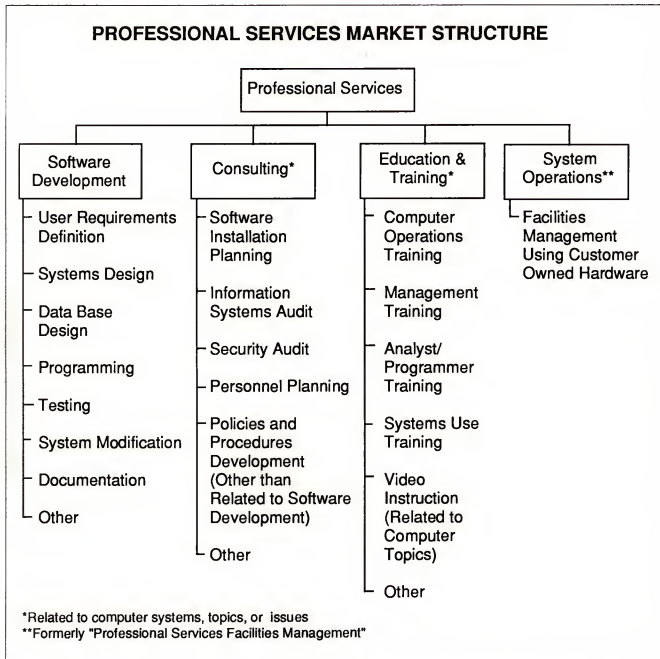 PROFESSIONAL SERVICES MARKET STRUCTURE
Professional Services
Software
Development
User Requirements
Definition
Systems Design
Data Base
Design
Programming
Testing
System Modification
Documentation
Other
Consulting*
Software
Installation
Planning
Information
Systems Audit
Security Audit
Personnel Planning
Policies and
Procedures
Development
(Other than
Related to Software
Development)
Other
Education &
Training*
Computer
Operations
Training
Management
Training
Analyst/
Programmer
Training
Systems Use
Training
Video
Instruction
(Related to
Computer
Topics)
Other
System
Operations**
Facilities
Management
Using Customer
Owned Hardware
*Related to computer systems, topics, or issues
**Formerly "Professional Services Facilities Management"